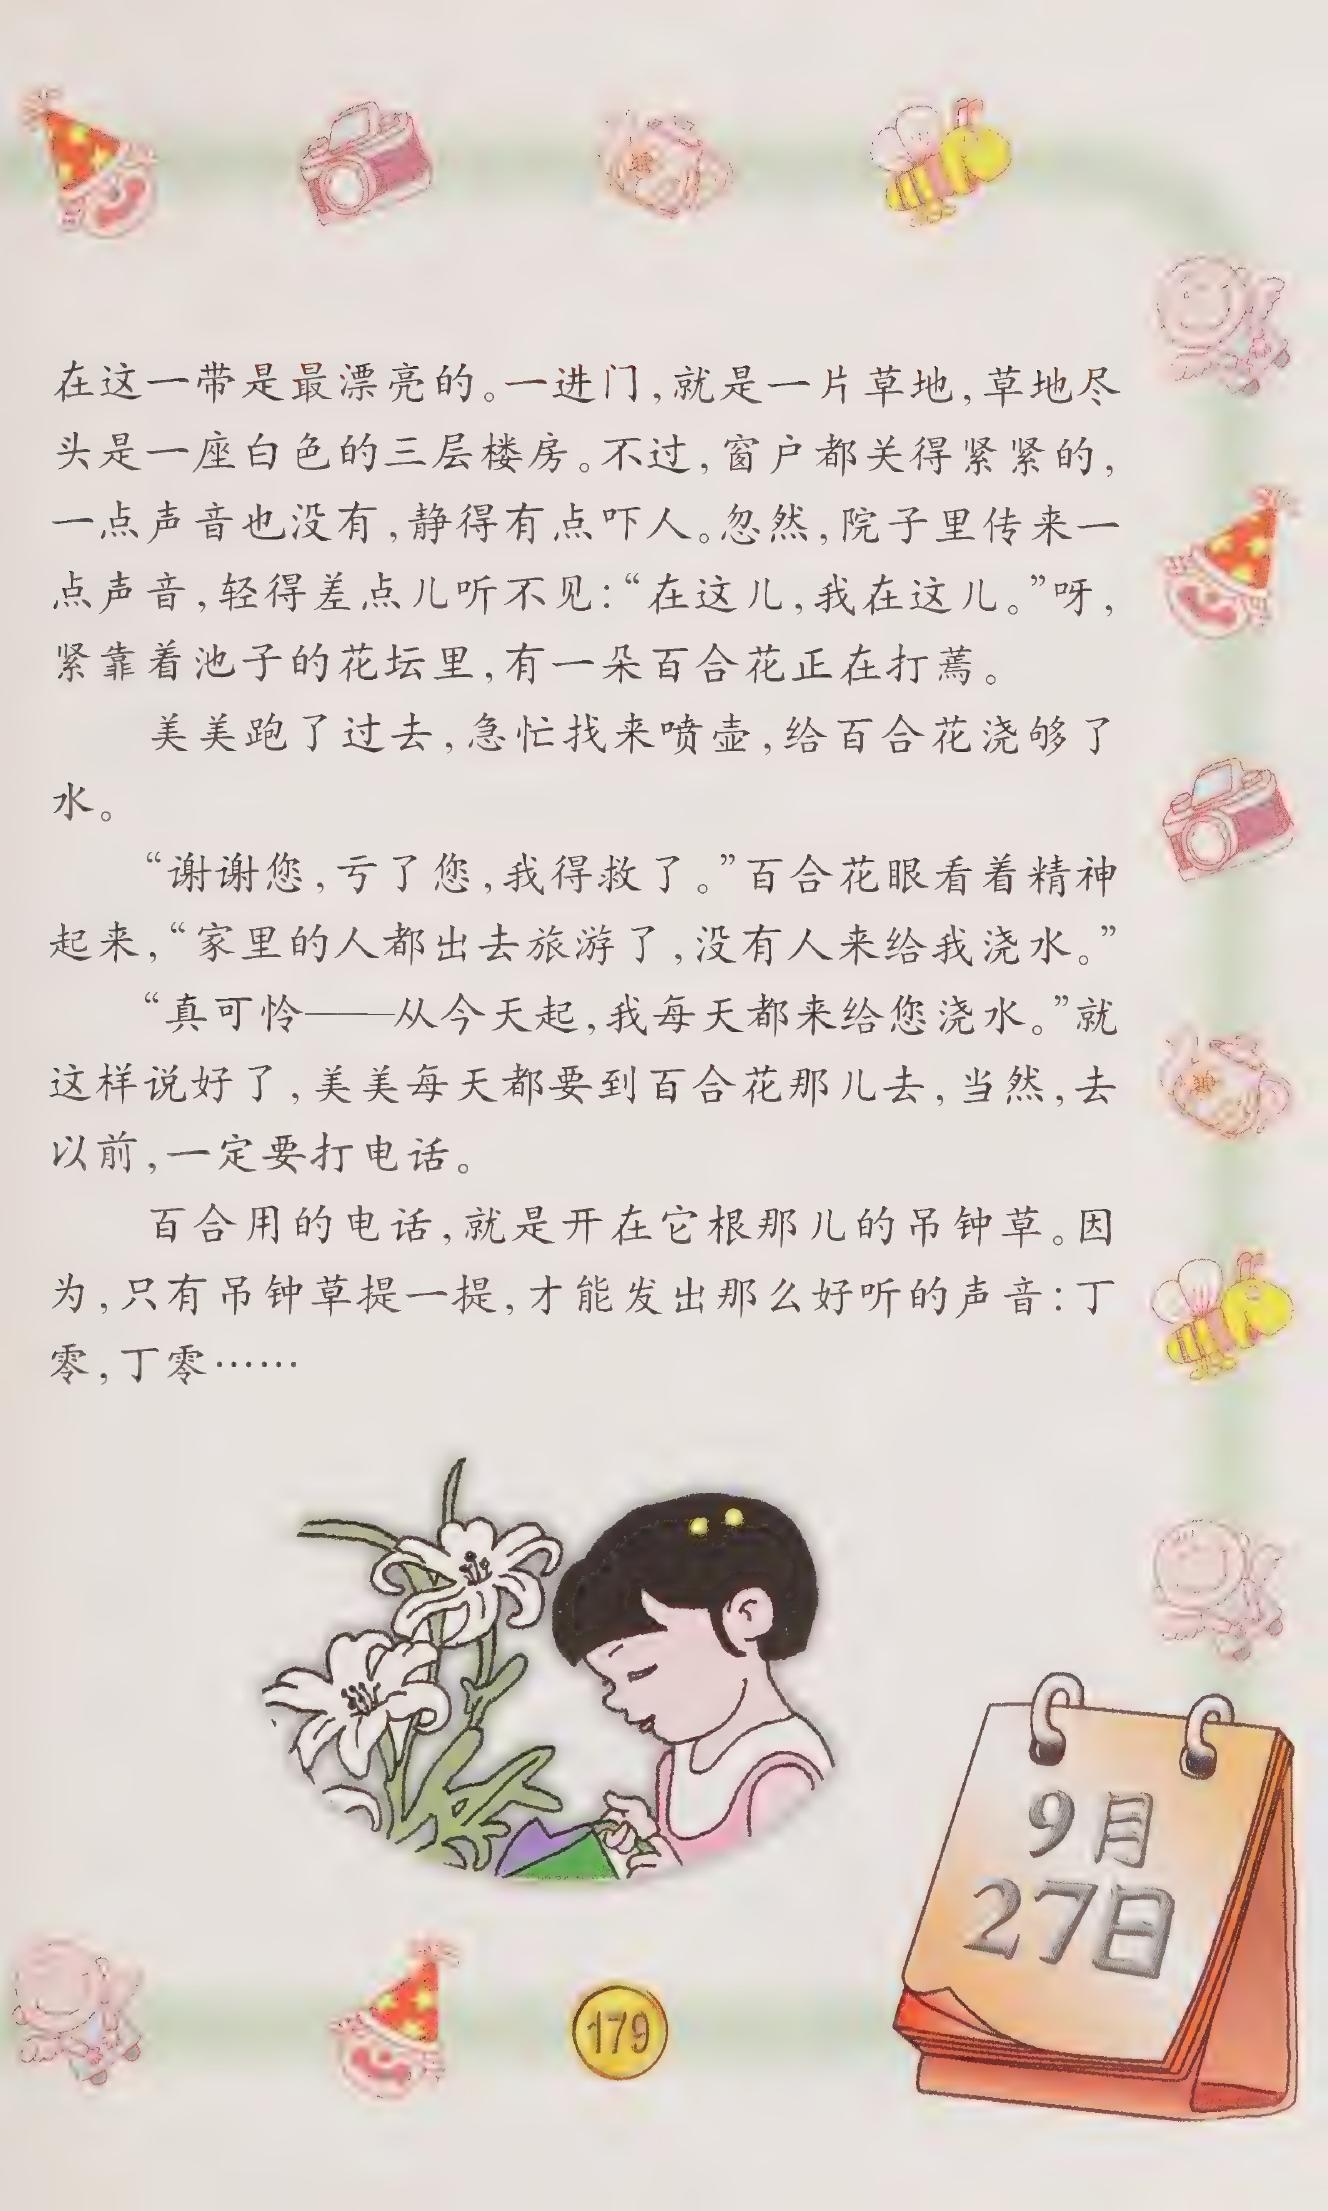 在这一带是最漂亮的。一进门,就是一片草地,草地尽
头是一座白色的三层楼房。不过,窗户都关得紧紧的,
一点声音也没有,静得有点吓人。忽然,院子里传来一
点声音,轻得差点儿听不见:“在这儿,我在这儿。”呀,
紧靠着池子的花坛里,有一朵百合花正在打蔫。
美美跑了过去,急忙找来喷壶,给百合花浇够了
水。
“谢谢您,亏了您,我得救了。”百合花眼看着精神
起来,“家里的人都出去旅游了,没有人来给我浇水。”
“真可怜——从今天起,我每天都来给您浇水。”就
这样说好了,美美每天都要到百合花那儿去,当然,去
以前,一定要打电话。
百合用的电话,就是开在它根那儿的吊钟草。因
为,只有吊钟草提一提,才能发出那么好听的声音:丁
零,丁零……
9月
27日
179